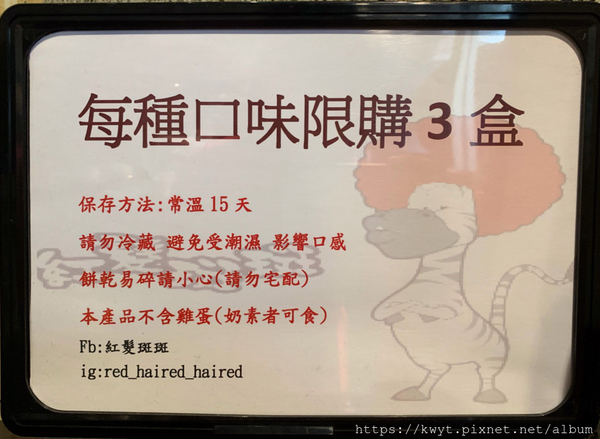 每種口味限購 3 盒
保存方法:常溫 15 天
請勿冷藏 避免受潮濕 影響口感
餅乾易碎請小心(請勿宅配)
本產品不含雞蛋(奶素者可食)
Fb:紅髮斑斑
ig:red_haired_haired
https://kwyt.pixnet.net/album